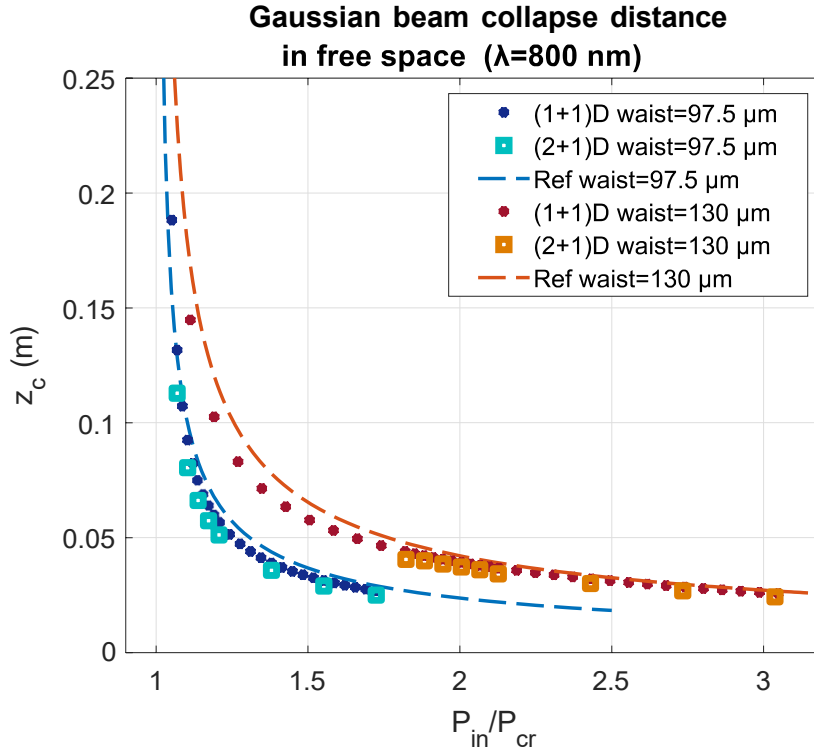 Gaussian beam collapse distance
in free space (λ=800 nm)
0.25
0.2
0.15
0.1
0.05
0
z_c (m)
(1+1)D waist=97.5 μm
(2+1)D waist=97.5 μm
Ref waist=97.5 μm
(1+1)D waist=130 μm
(2+1)D waist=130 μm
Ref waist=130 μm
1 1.5 2 2.5 3
P_in/P_cr